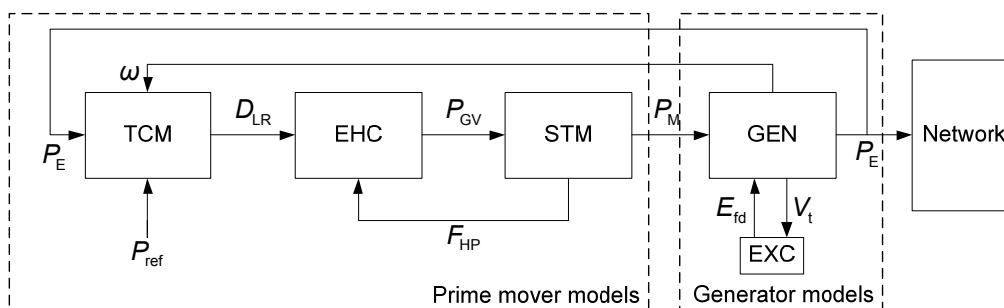 ω
TCM
D_LR
EHC
P_GV
STM
P_M
GEN
P_E
Network
P_E
E_fd
V_t
EXC
F_HP
P_ref
Prime mover models
Generator models